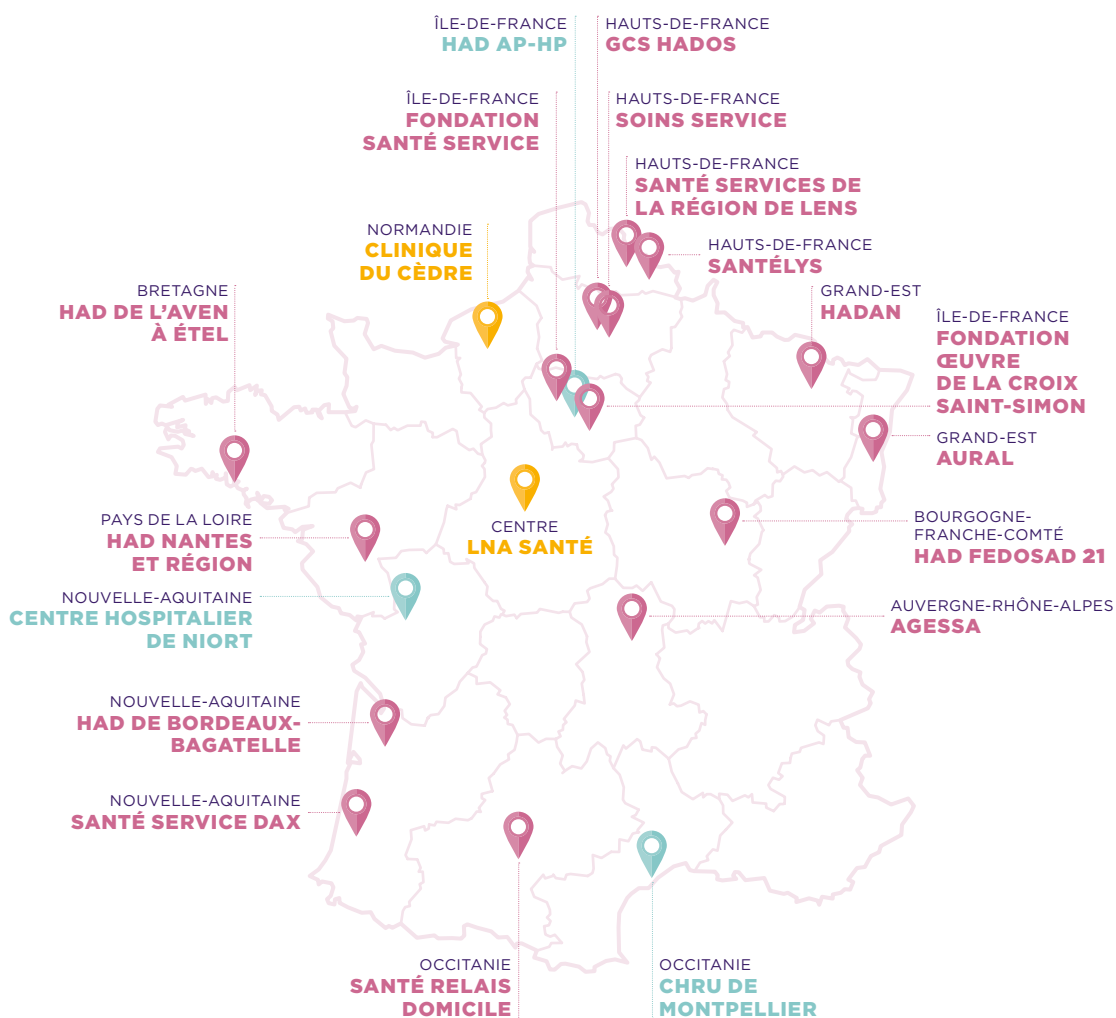 ÎLE-DE-FRANCE
HAD AP-HP
HAUTS-DE-FRANCE
GCS HADOS
ÎLE-DE-FRANCE
FONDATION
SANTÉ SERVICE
HAUTS-DE-FRANCE
SOINS SERVICE
HAUTS-DE-FRANCE
SANTÉ SERVICES DE
LA RÉGION DE LENS
NORMANDIE
CLINIQUE
DU CÈDRE
HAUTS-DE-FRANCE
SANTÉLYS
BRETAGNE
HAD DE L'AVEN
À ÉTEL
GRAND-EST
HADAN
ÎLE-DE-FRANCE
FONDATION
ŒUVRE
DE LA CROIX
SAINT-SIMON
GRAND-EST
AURAL
PAYS DE LA LOIRE
HAD NANTES
ET RÉGION
CENTRE
LNA SANTÉ
BOURGOGNE-
FRANCHE-COMTÉ
HAD FEDOSAD 21
NOUVELLE-AQUITAINE
CENTRE HOSPITALIER
DE NIORT
AUVERGNE-RHÔNE-ALPES
AGESSA
NOUVELLE-AQUITAINE
HAD DE BORDEAUX-
BAGATELLE
NOUVELLE-AQUITAINE
SANTÉ SERVICE DAX
OCCITANIE
SANTÉ RELAIS
DOMICILE
OCCITANIE
CHRU DE
MONTPELLIER